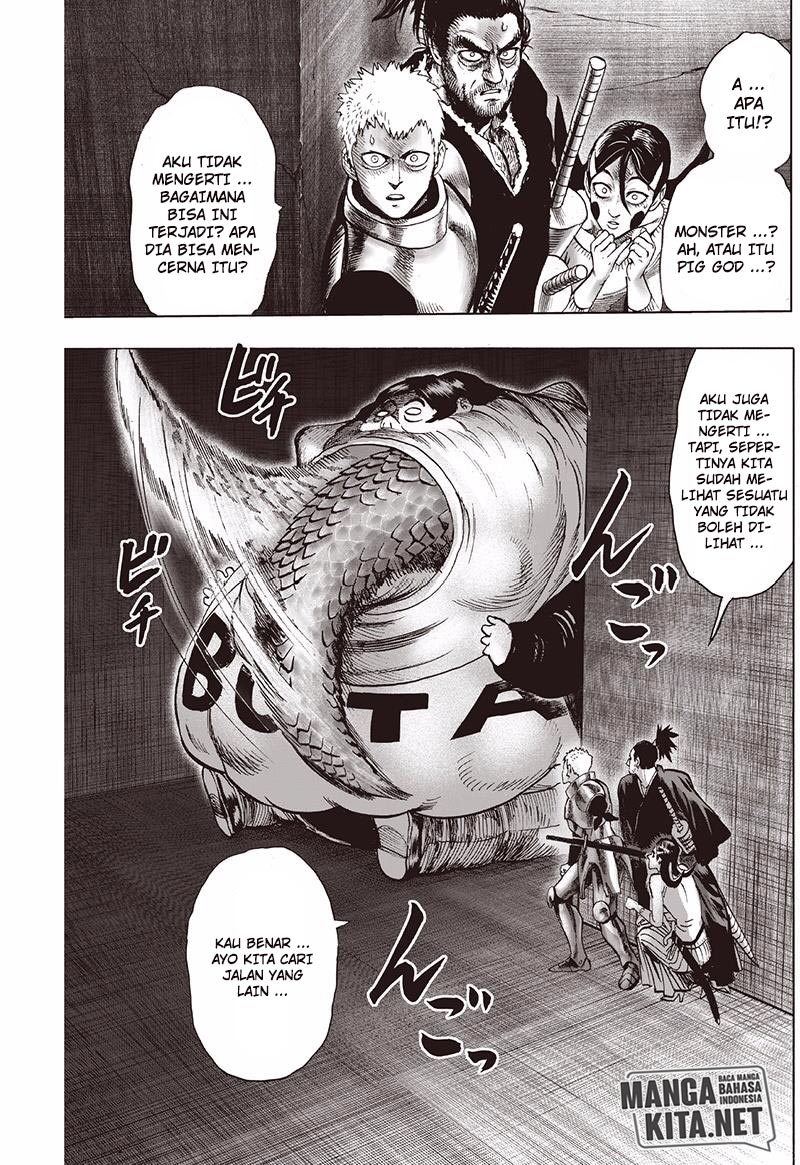 A ...
APA
ITU!?
MONSTER ...?
AH, ATAU ITU
PIG GOD ...?
AKU TIDAK
MENGERTI ...
BAGAIMANA
BISA INI
TERJADI? APA
DIA BISA MEN-
CERNA ITU?
AKU JUGA
TIDAK ME-
NGERTI ...
TAPI, SEPER-
TINYA KITA
SUDAH ME-
LIHAT SESUATU
YANG TIDAK
BOLEH DI-
LIHAT ...
ビチ
ビチ
んごっ
BUTA
KAU BENAR ...
AYO KITA CARI
JALAN YANG
LAIN ...
んごっ
MANGA
KITA.NET
BACA MANGA
BAHASA
INDONESIA